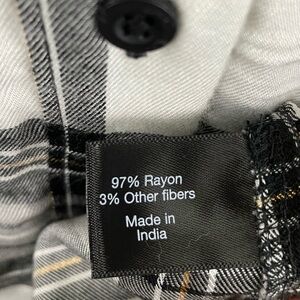 97% Rayon
3% Other fibers
Made in
India